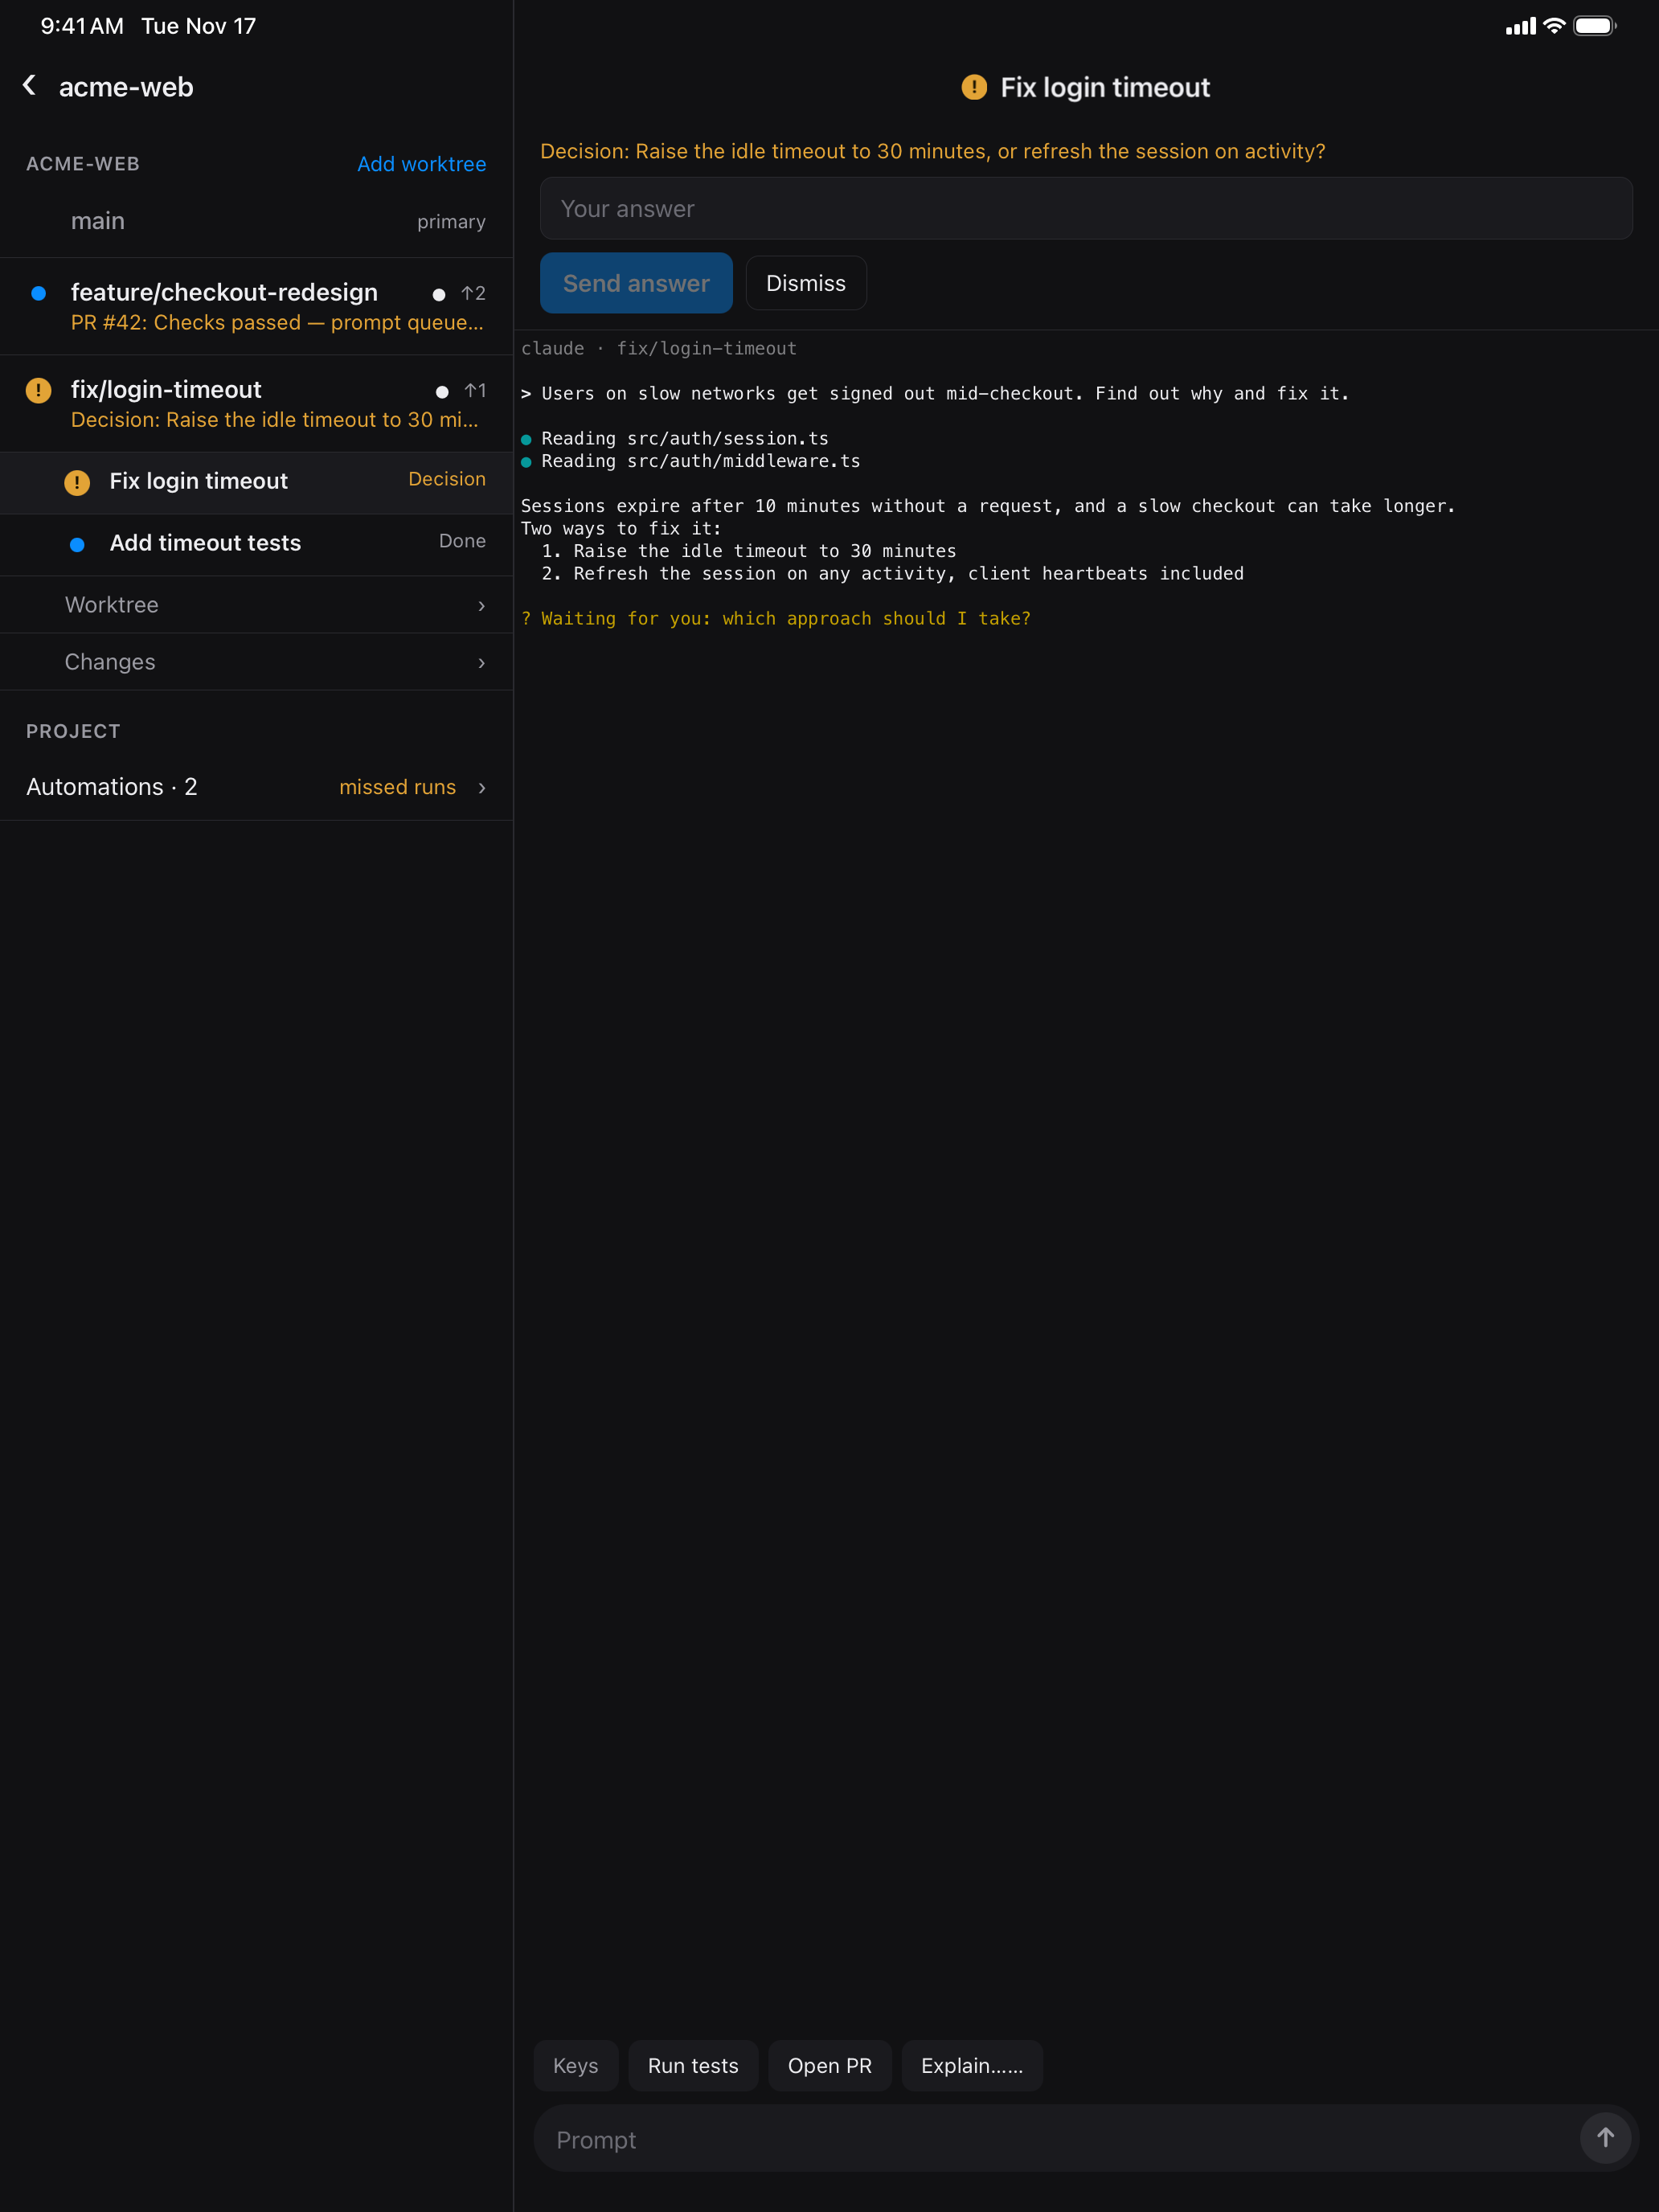 9:41 AM Tue Nov 17
acme-web
ACME-WEB Add worktree
main primary
feature/checkout-redesign ↑2
PR #42: Checks passed — prompt queue...
! fix/login-timeout ↑1
Decision: Raise the idle timeout to 30 mi...
! Fix login timeout Decision
Add timeout tests Done
Worktree ›
Changes ›
PROJECT
Automations · 2 missed runs ›
! Fix login timeout
Decision: Raise the idle timeout to 30 minutes, or refresh the session on activity?
Your answer
Send answer Dismiss
claude · fix/login-timeout
> Users on slow networks get signed out mid-checkout. Find out why and fix it.
● Reading src/auth/session.ts
● Reading src/auth/middleware.ts
Sessions expire after 10 minutes without a request, and a slow checkout can take longer.
Two ways to fix it:
1. Raise the idle timeout to 30 minutes
2. Refresh the session on any activity, client heartbeats included
? Waiting for you: which approach should I take?
Keys Run tests Open PR Explain......
Prompt